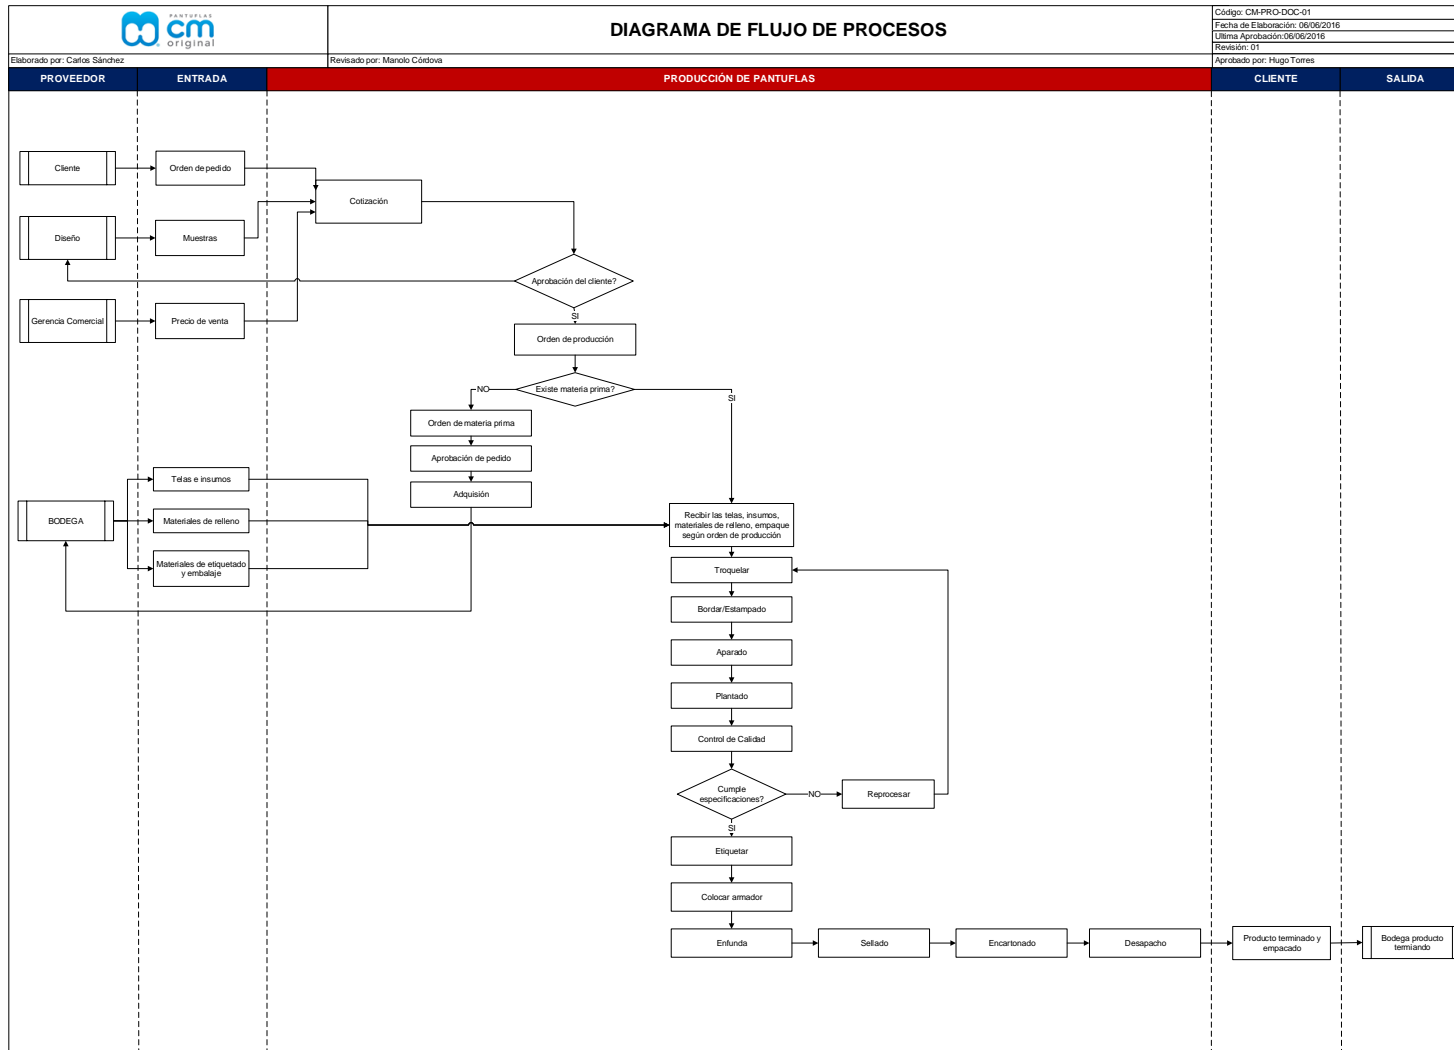 PANTUFLAS
cm
original
DIAGRAMA DE FLUJO DE PROCESOS
Código: CM-PRO-DOC-01
Fecha de Elaboración: 06/06/2016
Ultima Aprobación:06/06/2016
Revisión: 01
Elaborado por: Carlos Sánchez
Revisado por: Manolo Córdova
Aprobado por: Hugo Torres
PROVEEDOR
ENTRADA
PRODUCCIÓN DE PANTUFLAS
CLIENTE
SALIDA
Cliente
Orden de pedido
Cotización
Diseño
Muestras
Aprobación del cliente?
Gerencia Comercial
Precio de venta
SI
Orden de producción
Existe materia prima?
NO
SI
Orden de materia prima
Aprobación de pedido
Adquisión
Telas e insumos
BODEGA
Materiales de relleno
Materiales de etiquetado
y embalaje
Recibir las telas, insumos,
materiales de relleno, empaque
según orden de producción
Troquelar
Bordar/Estampado
Aparado
Plantado
Control de Calidad
Cumple
especificaciones?
NO
Reprocesar
SI
Etiquetar
Colocar armador
Enfunda
Sellado
Encartonado
Desapacho
Producto terminado y
empacado
Bodega producto
termiando